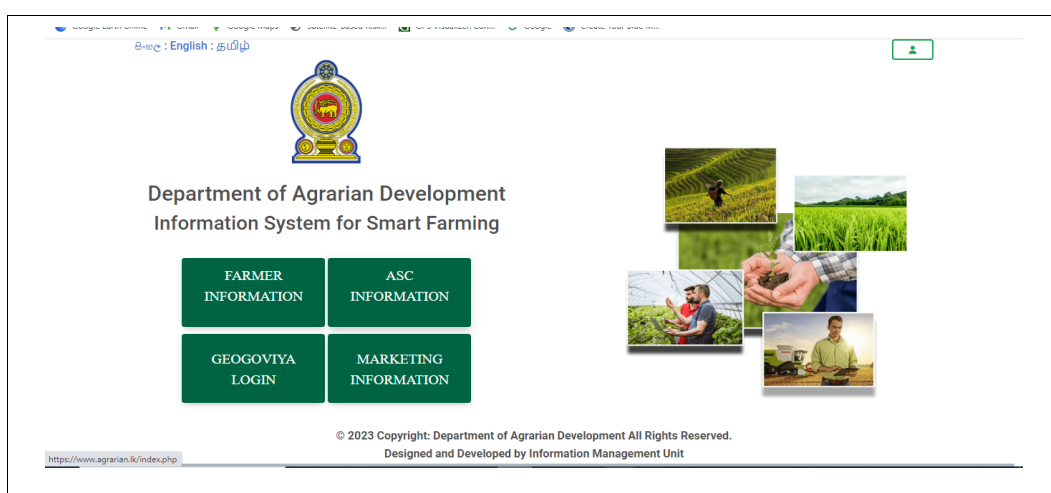 සිංහල : English : தமிழ்
Department of Agrarian Development
Information System for Smart Farming
FARMER
INFORMATION
ASC
INFORMATION
GEOGOVIYA
LOGIN
MARKETING
INFORMATION
© 2023 Copyright: Department of Agrarian Development All Rights Reserved.
Designed and Developed by Information Management Unit
https://www.agrarian.lk/index.php